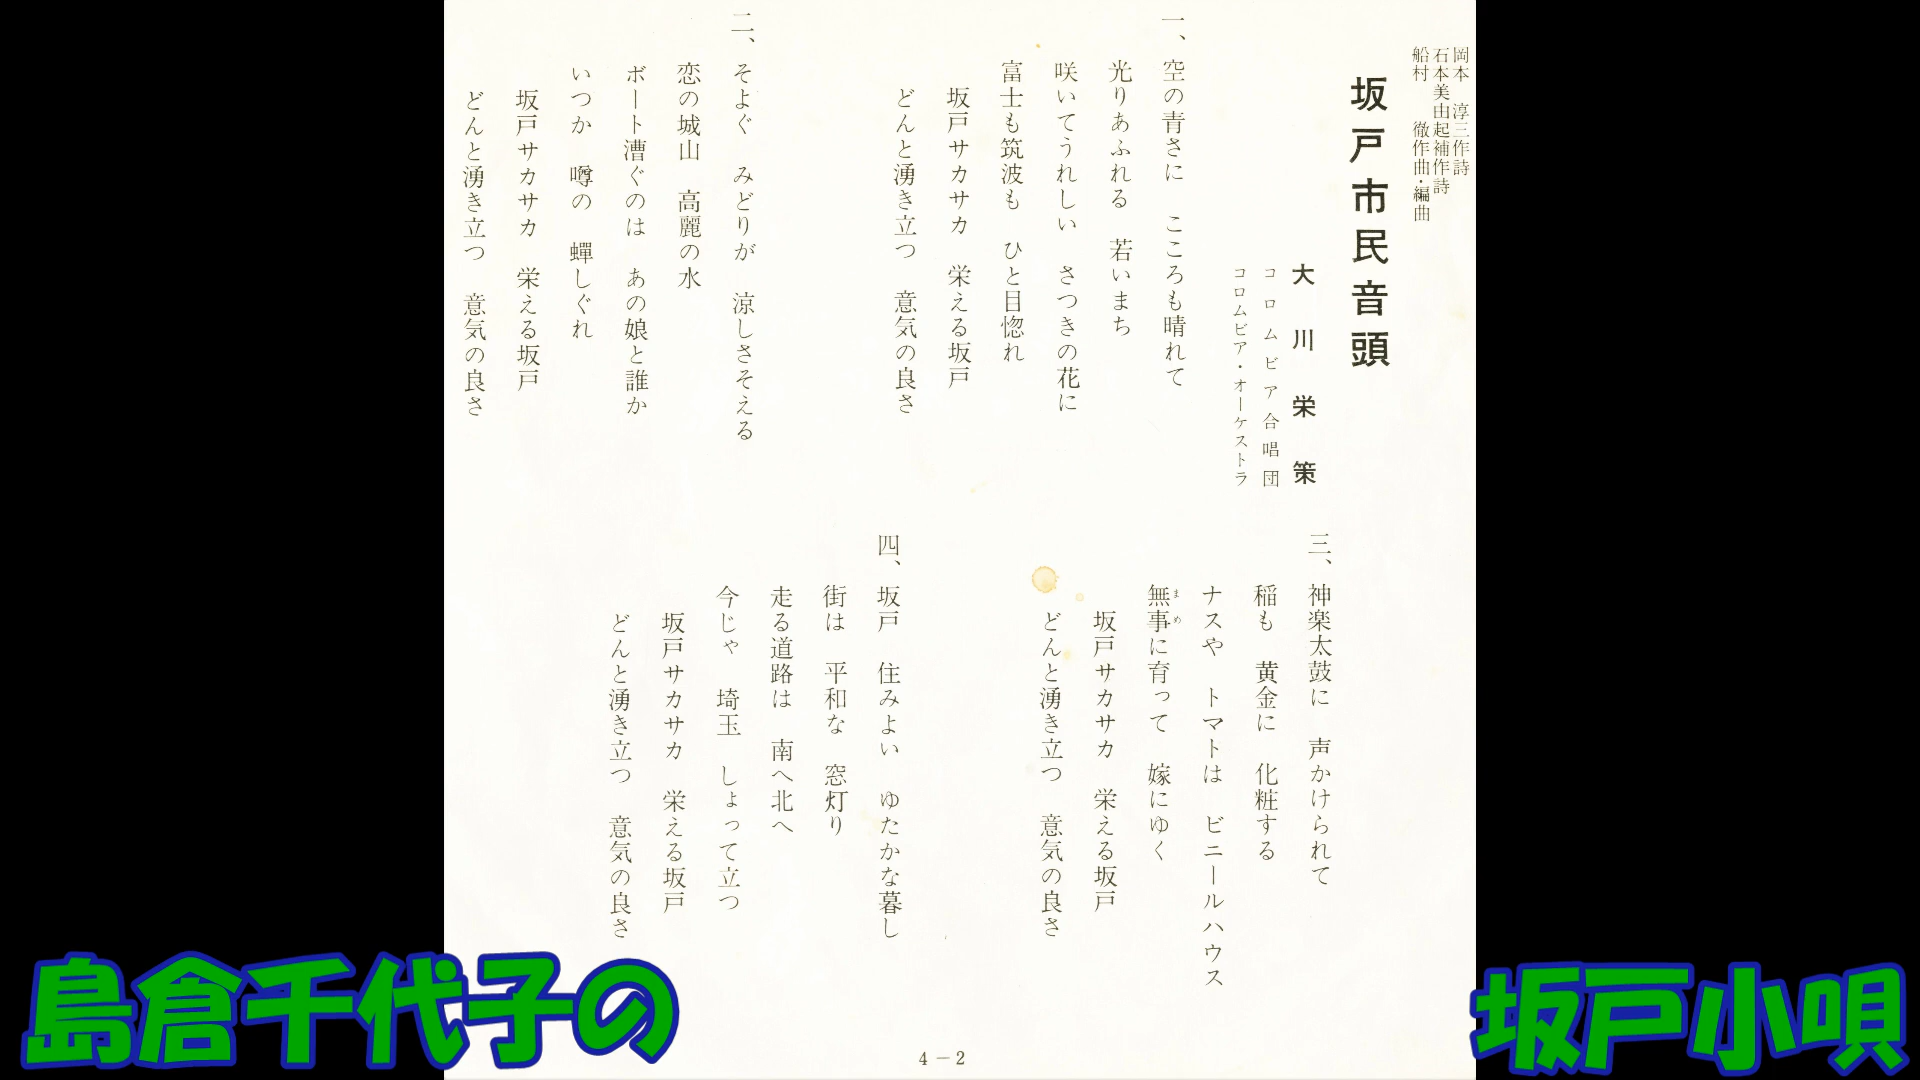 岡本 淳三作詩
石本美由起補作詩
船村 徹作曲・編曲
坂戸市民音頭
大川栄策
コロムビア合唱団
コロムビア・オーケストラ
一、空の青さに こころも晴れて
光りあふれる 若いまち
咲いてうれしい さつきの花に
富士も筑波も ひと目惚れ
坂戸サカサカ 栄える坂戸
どんと湧き立つ 意気の良さ
二、そよぐ みどりが 涼しさそえる
恋の城山 高麗の水
ボート漕ぐのは あの娘と誰か
いつか 噂の 蟬しぐれ
坂戸サカサカ 栄える坂戸
どんと湧き立つ 意気の良さ
三、神楽太鼓に 声かけられて
稲も 黄金に 化粧する
ナスや トマトは ビニールハウス
無事に育って 嫁にゆく
まめ
坂戸サカサカ 栄える坂戸
どんと湧き立つ 意気の良さ
四、坂戸 住みよい ゆたかな暮し
街は 平和な 窓灯り
走る道路は 南へ北へ
今じゃ 埼玉 しょって立つ
坂戸サカサカ 栄える坂戸
どんと湧き立つ 意気の良さ
4－2
島倉千代子の
坂戸小唄